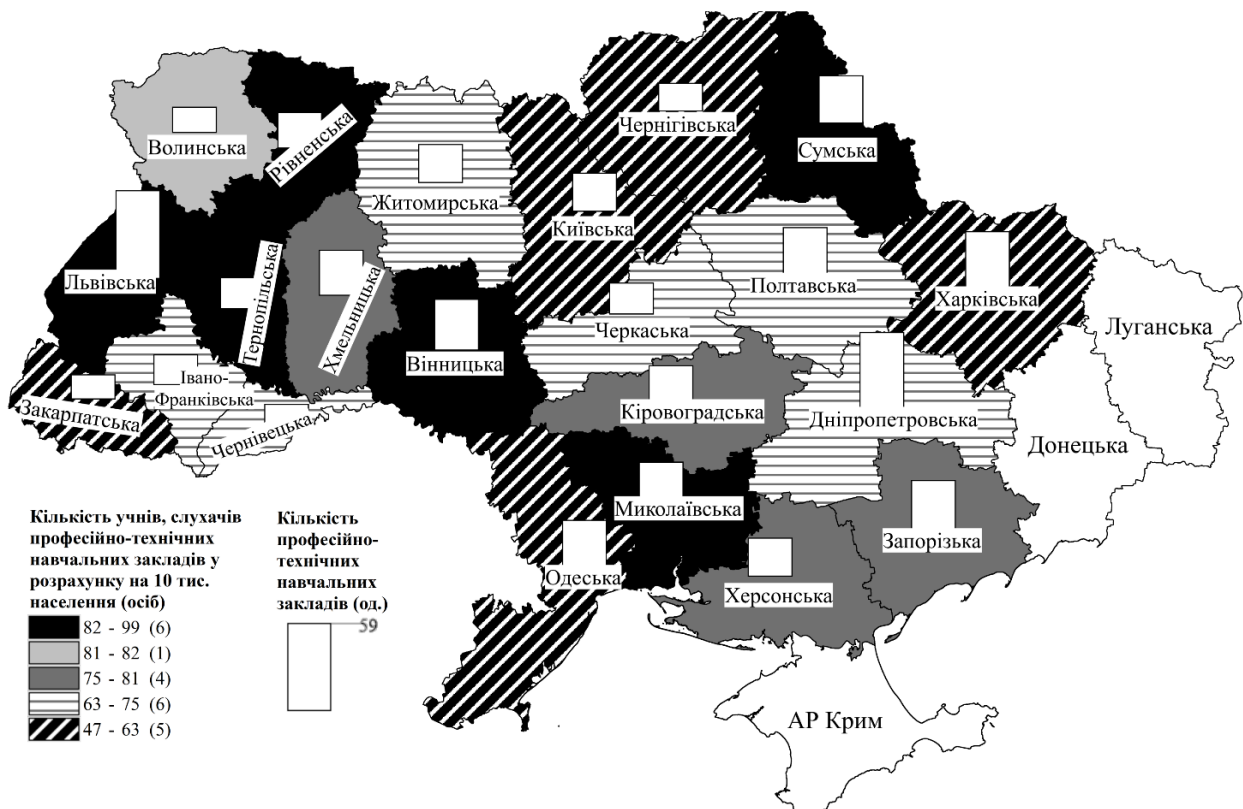 Чернігівська
Волинська
Рівненська
Сумська
Житомирська
Київська
Львівська
Тернопільська
Хмельницька
Полтавська
Харківська
Луганська
Черкаська
Вінницька
Івано-
Франківська
Закарпатська
Чернівецька
Кіровоградська
Дніпропетровська
Донецька
Миколаївська
Запорізька
Одеська
Херсонська
АР Крим
Кількість учнів, слухачів
професійно-технічних
навчальних закладів у
розрахунку на 10 тис.
населення (осіб)
82 - 99 (6)
81 - 82 (1)
75 - 81 (4)
63 - 75 (6)
47 - 63 (5)
Кількість
професійно-
технічних
навчальних
закладів (од.)
59